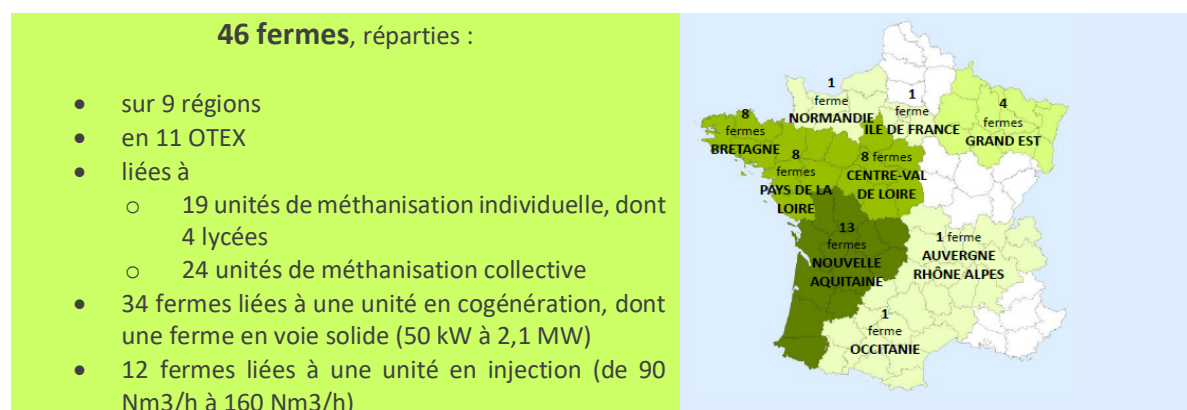 46 fermes, réparties :
• sur 9 régions
• en 11 OTEX
• liées à
o 19 unités de méthanisation individuelle, dont
4 lycées
o 24 unités de méthanisation collective
• 34 fermes liées à une unité en cogénération, dont
une ferme en voie solide (50 kW à 2,1 MW)
• 12 fermes liées à une unité en injection (de 90
Nm3/h à 160 Nm3/h)
1
ferme
NORMANDIE
1
ferme
ILE DE FRANCE
4
fermes
GRAND EST
8
fermes
BRETAGNE
8
fermes
PAYS DE LA
LOIRE
8 fermes
CENTRE-VAL
DE LOIRE
13
fermes
NOUVELLE
AQUITAINE
1 ferme
AUVERGNE
RHÔNE ALPES
1
ferme
OCCITANIE